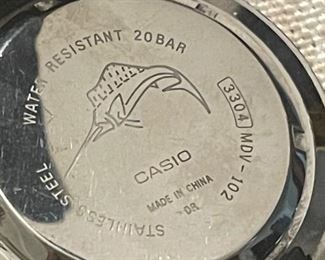 WATER RESISTANT 20BAR
3304 MDV-102
CASIO
MADE IN CHINA
D.R.
STAINLESS STEEL